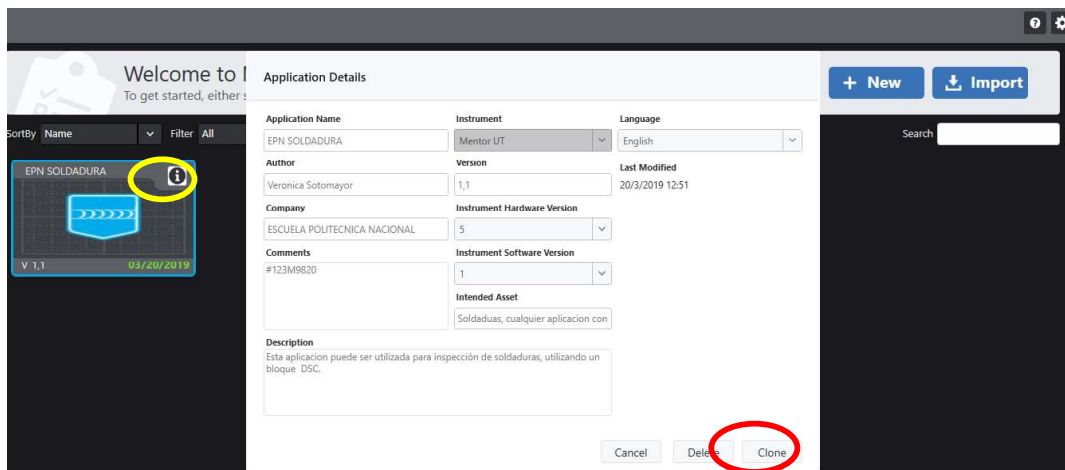 Welcome to
To get started, either
Application Details
+ New
Import
SortBy Name
Filter All
Search
EPN SOLDADURA
V 1,1
03/20/2019
Application Name
EPN SOLDADURA
Instrument
Mentor UT
Language
English
Author
Veronica Sotomayor
Version
1,1
Last Modified
20/3/2019 12:51
Company
ESCUELA POLITECNICA NACIONAL
Instrument Hardware Version
5
Comments
#123M9820
Instrument Software Version
1
Intended Asset
Soldaduas, cualquier aplicacion con
Description
Esta aplicacion puede ser utilizada para inspección de soldaduras, utilizando un
bloque DSC.
Cancel
Delete
Clone